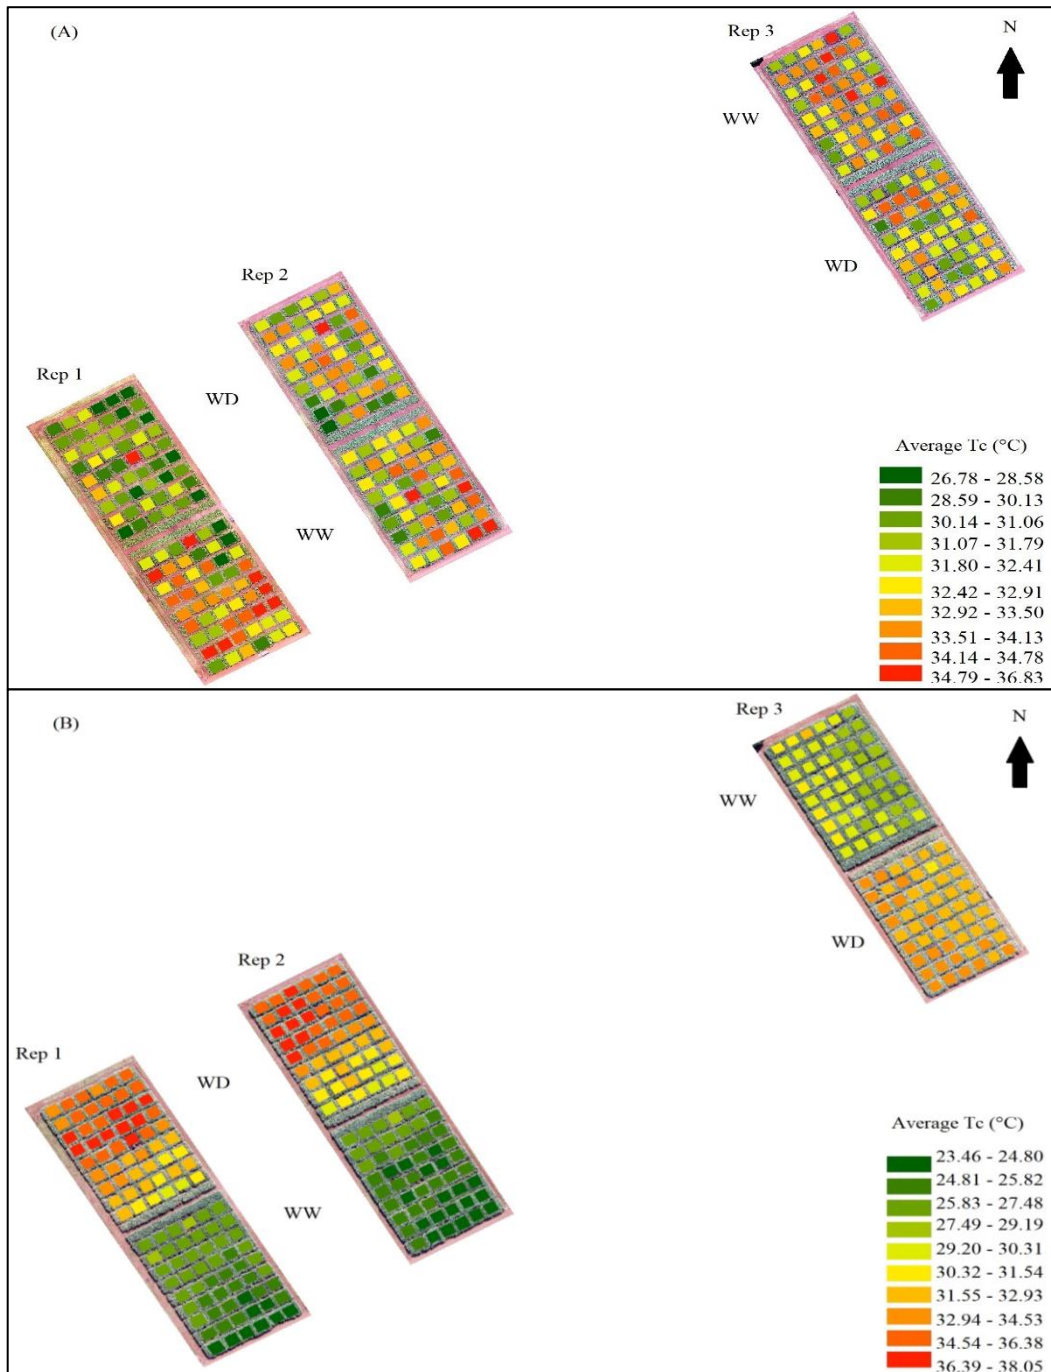 (A)
Rep 3
N
WW
WD
Rep 2
Rep 1
WD
WW
Average Tc (°C)
26.78 - 28.58
28.59 - 30.13
30.14 - 31.06
31.07 - 31.79
31.80 - 32.41
32.42 - 32.91
32.92 - 33.50
33.51 - 34.13
34.14 - 34.78
34.79 - 36.83
(B)
Rep 3
N
WW
WD
Rep 2
Rep 1
WD
WW
Average Tc (°C)
23.46 - 24.80
24.81 - 25.82
25.83 - 27.48
27.49 - 29.19
29.20 - 30.31
30.32 - 31.54
31.55 - 32.93
32.94 - 34.53
34.54 - 36.38
36.39 - 38.05